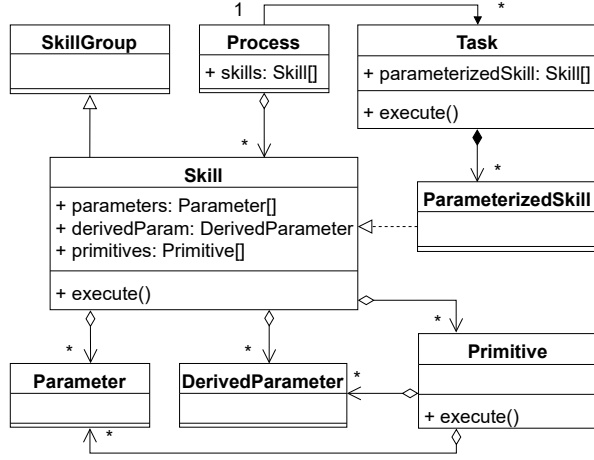 1
*
SkillGroup
Process
+ skills: Skill[]
Task
+ parameterizedSkill: Skill[]
+ execute()
*
*
Skill
+ parameters: Parameter[]
+ derivedParam: DerivedParameter
+ primitives: Primitive[]
+ execute()
ParameterizedSkill
*
*
*
Parameter
DerivedParameter
*
Primitive
+ execute()
*